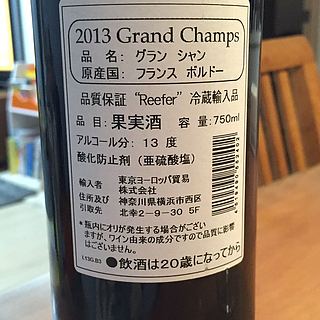 2013 Grand Champs
品 名: グラン シャン
原産国: フランス ボルドー
品質保証 “Reefer” 冷蔵輸入品
品 目: 果実酒 容 量: 750ml
アルコール分: 13 度
酸化防止剤 (亜硫酸塩)
輸入者 東京ヨーロッパ貿易
株式会社
住所及び 神奈川県横浜市西区
引取先 北幸2-9-30 5F
*瓶内にオリが発生する場合がござい
ますが、ワイン由来の成分ですので品質に影響
はございません。
L13G.B3
●飲酒は20歳になってから